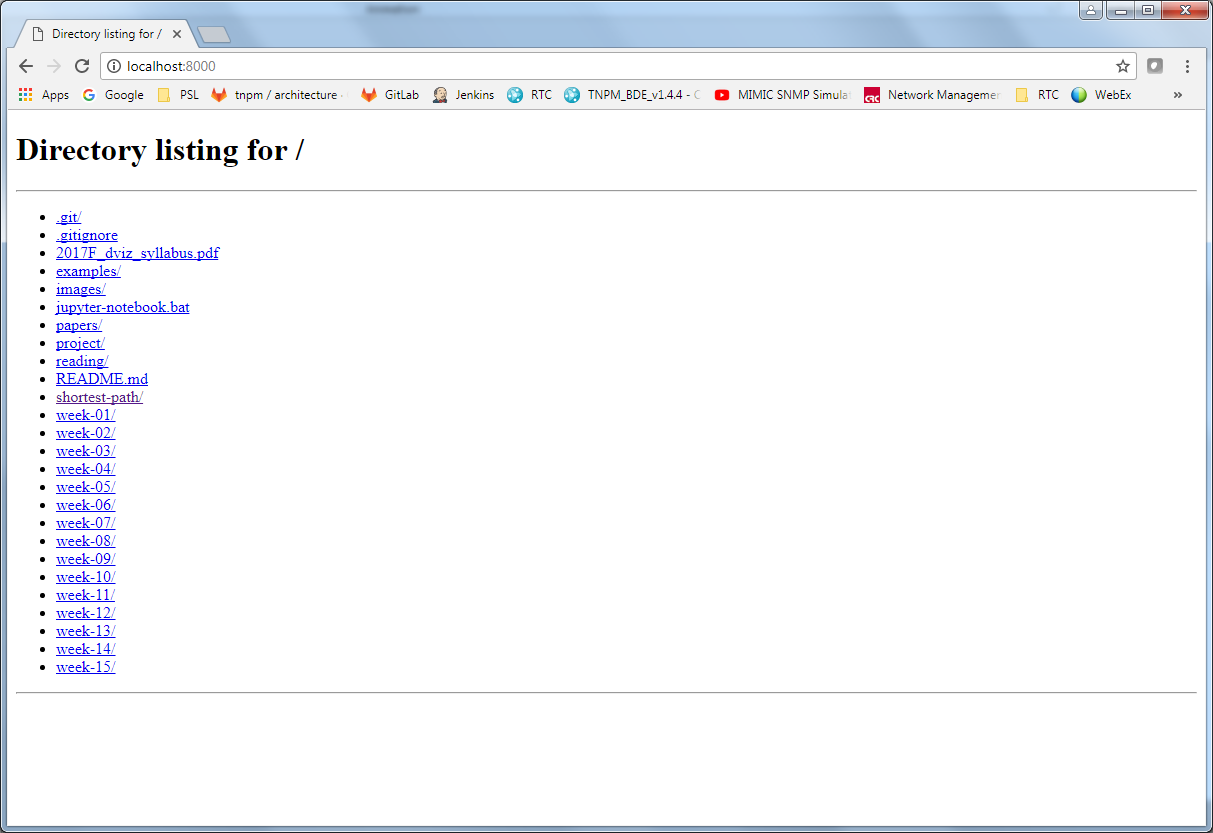 Directory listing for /
localhost:8000
Apps Google PSL tnpm / architecture - GitLab Jenkins RTC TNPM_BDE_v1.4.4 - C MIMIC SNMP Simula Network Managemen RTC WebEx »
Directory listing for /
.git/
.gitignore
2017F_dviz_syllabus.pdf
examples/
images/
jupyter-notebook.bat
papers/
project/
reading/
README.md
shortest-path/
week-01/
week-02/
week-03/
week-04/
week-05/
week-06/
week-07/
week-08/
week-09/
week-10/
week-11/
week-12/
week-13/
week-14/
week-15/